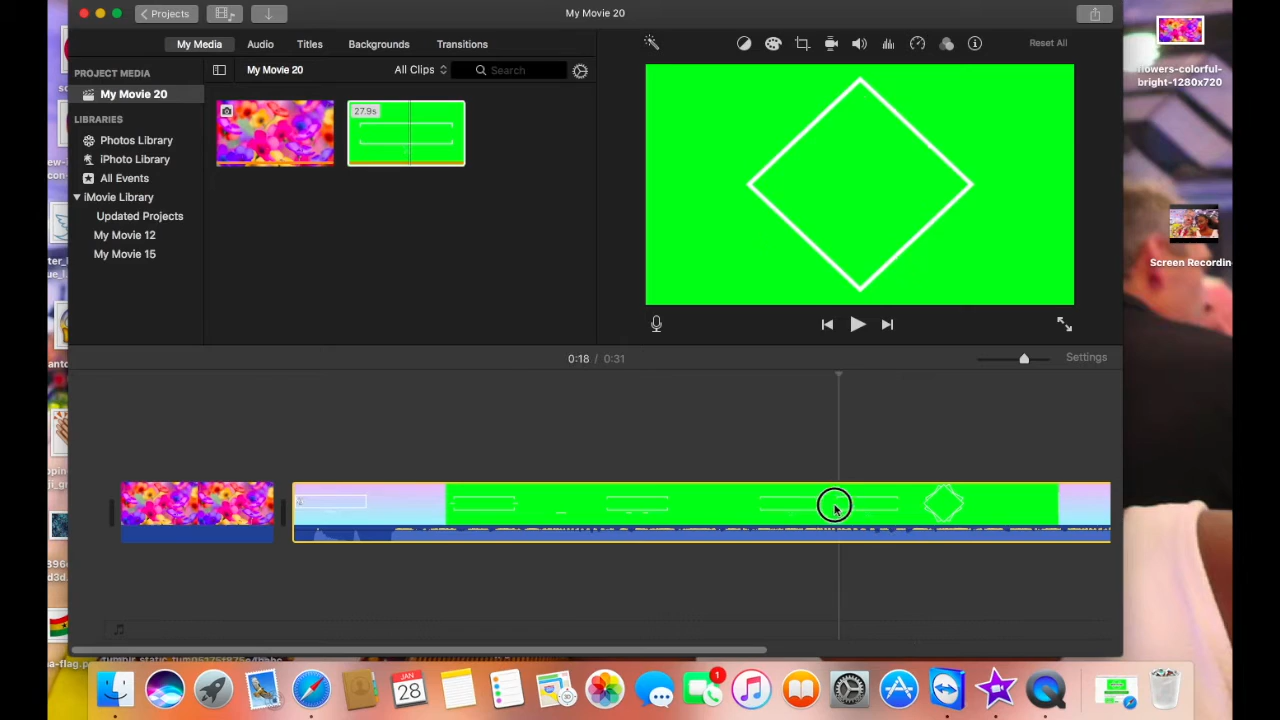 Projects
My Movie 20
My Media
Audio
Titles
Backgrounds
Transitions
Reset All
PROJECT MEDIA
My Movie 20
All Clips
Search
My Movie 20
LIBRARIES
Photos Library
iPhoto Library
All Events
iMovie Library
Updated Projects
My Movie 12
My Movie 15
27.9s
flowers-colorful-
bright-1280x720
Screen Recordin
0:18 / 0:31
Settings
JAN
28
1